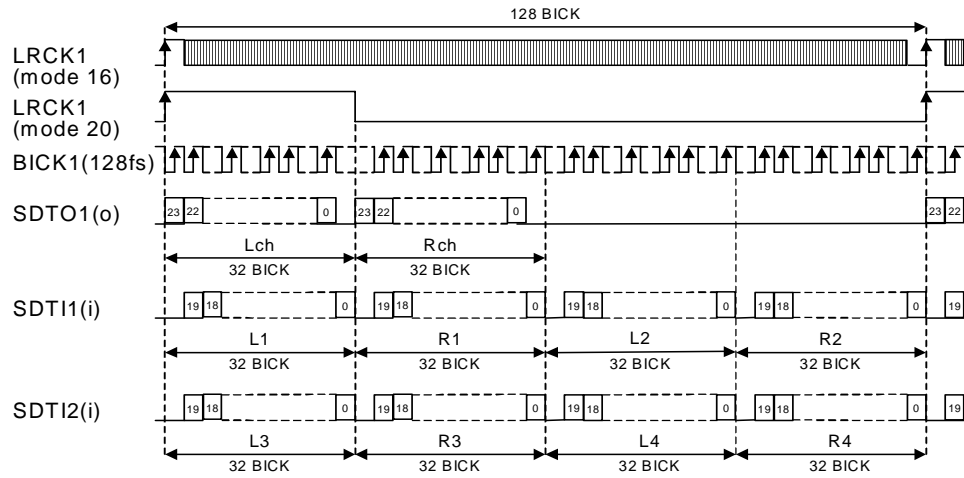 128 BICK
LRCK1
(mode 16)
LRCK1
(mode 20)
BICK1(128fs)
SDTO1(o)
23 22 0 23 22 0 23 22
Lch Rch
32 BICK 32 BICK
SDTI1(i)
19 18 0 19 18 0 19 18 0 19 18 0 19
L1 R1 L2 R2
32 BICK 32 BICK 32 BICK 32 BICK
SDTI2(i)
19 18 0 19 18 0 19 18 0 19 18 0 19
L3 R3 L4 R4
32 BICK 32 BICK 32 BICK 32 BICK